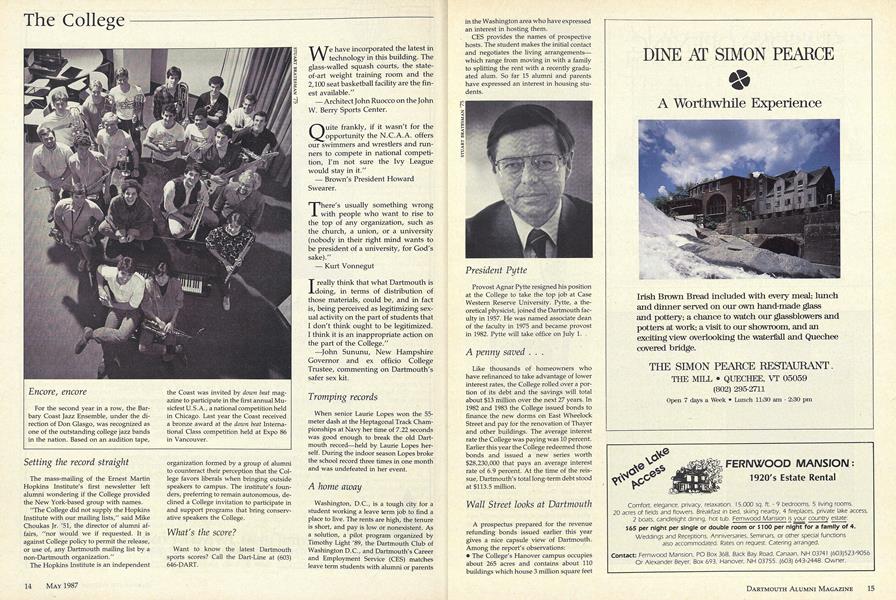 The College
STUART BRATESMAN '75
Encore, encore
For the second year in a row, the Bar-
bary Coast Jazz Ensemble, under the di-
rection of Don Glasgo, was recognized as
one of the outstanding college jazz bands
in the nation. Based on an audition tape,
the Coast was invited by down beat mag-
azine to participate in the first annual Mu-
sicfest U.S.A., a national competition held
in Chicago. Last year the Coast received
a bronze award at the down beat Interna-
tional Class competition held at Expo 86
in Vancouver.
Setting the record straight
The mass-mailing of the Ernest Martin
Hopkins Institute's first newsletter left
alumni wondering if the College provided
the New York-based group with names.
"The College did not supply the Hopkins
Institute with our mailing lists," said Mike
Choukas Jr. '51, the director of alumni af-
fairs, "nor would we if requested. It is
against College policy to permit the release,
or use of, any Dartmouth mailing list by a
non-Dartmouth organization."
The Hopkins Institute is an independent
organization formed by a group of alumni
to counteract their perception that the Col-
lege favors liberals when bringing outside
speakers to campus. The institute's foun-
ders, preferring to remain autonomous, de-
clined a College invitation to participate in
and support programs that bring conserv-
ative speakers the College.
What's the score?
Want to know the latest Dartmouth
sports scores? Call the Dart-Line at (603)
646-DART.
We have incorporated the latest in
technology in this building. The
glass-walled squash courts, the state-
of-art weight training room and the
2,100 seat basketball facility are the fin-
est available."
— Architect John Ruocco on the John
W. Berry Sports Center.
Quite frankly, if it wasn't for the
opportunity the N.C.A.A. offers
our swimmers and wrestlers and run-
ners to compete in national competi-
tion, I'm not sure the Ivy League
would stay in it."
— Brown's President Howard
Swearer.
There's usually something wrong
with people who want to rise to
the top of any organization, such as
the church, a union, or a university
(nobody in their right mind wants to
be president of a university, for God's
sake)."
— Kurt Vonnegut
I really think that what Dartmouth is
doing, in terms of distribution of
those materials, could be, and in fact
is, being perceived as legitimizing sex-
ual activity on the part of students that
I don't think ought to be legitimized.
I think it is an inappropriate action on
the part of the College."
—John Sununu, New Hampshire
Governor and ex officio College
Trustee, commenting on Dartmouth's
safer sex kit.
Tromping records
When senior Laurie Lopes won the 55-
meter dash at the Heptagonal Track Cham-
pionships at Navy her time of 7.22 seconds
was good enough to break the old Dart-
mouth record—held by Laurie Lopes her-
self. During the indoor season Lopes broke
the school record three times in one month
and was undefeated in her event.
A home away
Washington, D.C., is a tough city for a
student working a leave term job to find a
place to live. The rents are high, the tenure
is short, and pay is low or nonexistent. As
a solution, a pilot program organized by
Timothy Light '89, the Dartmouth Club of
Washington D.C., and Dartmouth's Career
and Employment Service (CES) matches
leave term students with alumni or parents
14 MAY 1987
in the Washington area who have expressed
an interest in hosting them.
CES provides the names of prospective
hosts. The student makes the initial contact
and negotiates the living arrangements—
which range from moving in with a family
to splitting the rent with a recently gradu-
ated alum. So far 15 alumni and parents
have expressed an interest in housing stu-
dents.
STUART BRATESMAN '75
President Pytte
Provost Agnar Pytte resigned his position
at the College to take the top job at Case
Western Reserve University. Pytte, a the-
oretical physicist, joined the Dartmouth fac-
ulty in 1957. He was named associate dean
of the faculty in 1975 and became provost
in 1982. Pytte will take office on July 1.
A penny saved . . .
Like thousands of homeowners who
have refinanced to take advantage of lower
interest rates, the College rolled over a por-
tion of its debt and the savings will total
about $13 million over the next 27 years. In
1982 and 1983 the College issued bonds to
finance the new dorms on East Wheelock
Street and pay for the renovation of Thayer
and other buildings. The average interest
rate the College was paying was 10 percent.
Earlier this year the College redeemed those
bonds and issued a new series worth
$28,230,000 that pays an average interest
rate of 6.9 percent. At the time of the reis-
sue, Dartmouth's total long-term debt stood
at $113.5 million.
Wall Street looks at Dartmouth
A prospectus prepared for the revenue
refunding bonds issued earlier this year
gives a nice capsule view of Dartmouth.
Among the report's observations:
• The College's Hanover campus occupies
about 265 acres and contains about 110
buildings which house 3 million square feet
DINE AT SIMON PEARCE
A Worthwhile Experience
Irish Brown Bread included with every meal; lunch
and dinner served on our own hand-made glass
and pottery; a chance to watch our glassblowers and
potters at work; a visit to our showroom, and an
exciting view overlooking the waterfall and Quechee
covered bridge.
THE SIMON PEARCE RESTAURANT.
THE MILL • QUECHEE, VT 05059
(802) 295-2711
Open 7 days a Week • Lunch 11:30 am - 2:30 pm
Private Lake
Access
FERNWOOD MANSION:
1920's Estate Rental
Comfort, elegance, privacy, relaxation. 15,000 sq. ft. - 9 bedrooms, 5 living rooms,
20 acres of fields and flowers. Breakfast in bed, skiing nearby, 4 fireplaces, private lake access,
2 boats, candlelight dining, hot tub. Fernwood Mansion is your country estate.
$65 per night per single or double room or $100 per night for a family of 4.
Weddings and Receptions, Anniversaries, Seminars, or other special functions
also accommodated. Rates on request. Catering arranged.
Contact: Fernwood Mansion, PO Box 368, Back Bay Road, Canaan, NH 03741 (603)523-9056
Or Alexander Beyer, Box 693, Hanover, NH 03755. (603) 643-2448. Owner.
DARTMOUTH ALUMNI MAGAZINE 15